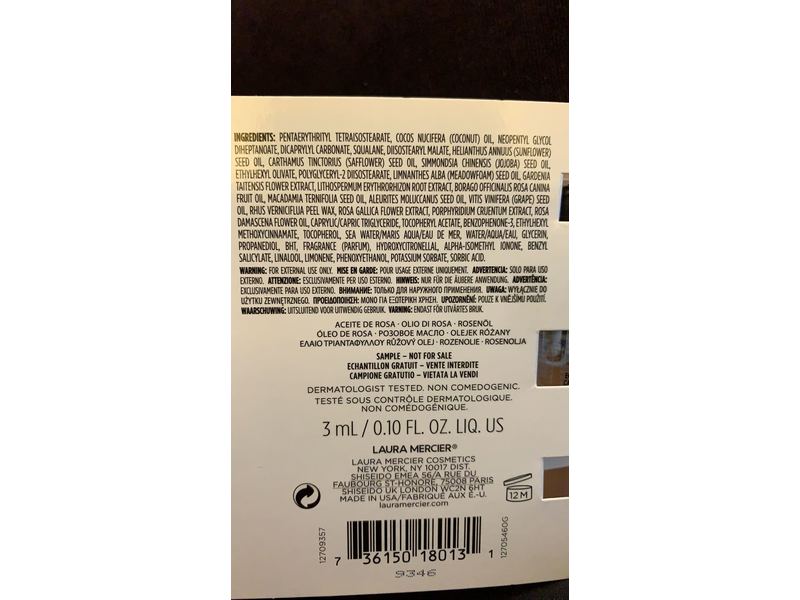 INGREDIENTS: PENTAERYTHRITYL TETRAISOSTEARATE, COCOS NUCIFERA (COCONUT) OIL, NEOPENTYL GLYCOL
DIHEPTANOATE, DICAPRYLYL CARBONATE, SQUALANE, DIISOSTEARYL MALATE, HELIANTHUS ANNUUS (SUNFLOWER)
SEED OIL, CARTHAMUS TINCTORIUS (SAFFLOWER) SEED OIL, SIMMONDSIA CHINENSIS (JOJOBA) SEED OIL,
ETHYLHEXYL OLIVATE, POLYGLYCERYL-2 DIISOSTEARATE, LIMNANTHES ALBA (MEADOWFOAM) SEED OIL, GARDENIA
TAITENSIS FLOWER EXTRACT, LITHOSPERMUM ERYTHRORHIZON ROOT EXTRACT, BORAGO OFFICINALIS ROSA CANINA
FRUIT OIL, MACADAMIA TERNIFOLIA SEED OIL, ALEURITES MOLUCCANUS SEED OIL, VITIS VINIFERA (GRAPE) SEED
OIL, RHUS VERNICIFLUA PEEL WAX, ROSA GALLICA FLOWER EXTRACT, PORPHYRIDIUM CRUENTUM EXTRACT, ROSA
DAMASCENA FLOWER OIL, CAPRYLIC/CAPRIC TRIGLYCERIDE, TOCOPHERYL ACETATE, BENZOPHENONE-3, ETHYLHEXYL
METHOXYCINNAMATE, TOCOPHEROL, SEA WATER/MARIS AQUA/EAU DE MER, WATER/AQUA/EAU, GLYCERIN,
PROPANEDIOL, BHT, FRAGRANCE (PARFUM), HYDROXYCITRONELLAL, ALPHA-ISOMETHYL IONONE, BENZYL
SALICYLATE, LINALOOL, LIMONENE, PHENOXYETHANOL, POTASSIUM SORBATE, SORBIC ACID.
WARNING: FOR EXTERNAL USE ONLY. MISE EN GARDE: POUR USAGE EXTERNE UNIQUEMENT. ADVERTENCIA: SOLO PARA USO
EXTERNO. ATTENZIONE: ESCLUSIVAMENTE PER USO ESTERNO. HINWEIS: NUR FÜR DIE ÄUßERE ANWENDUNG. ADVERTÊNCIA:
EXCLUSIVAMENTE PARA USO EXTERNO. ВНИМАНИЕ: ТОЛЬКО ДЛЯ НАРУЖНОГО ПРИМЕНЕНИЯ. UWAGA: WYŁĄCZNIE DO
UŻYTKU ZEWNĘTRZNEGO. ΠΡΟΕΙΔΟΠΟΙΗΣΗ: ΜΟΝΟ ΓΙΑ ΕΞΩΤΕΡΙΚΗ ΧΡΗΣΗ. UPOZORNĚNÍ: POUZE K VNĚJŠÍMU POUŽITÍ.
WAARSCHUWING: UITSLUITEND VOOR UITWENDIG GEBRUIK. VARNING: ENDAST FÖR UTVÄRTES BRUK.
ACEITE DE ROSA · OLIO DI ROSA · ROSENÖL
ÓLEO DE ROSA · РОЗОВОЕ МАСЛО · OLEJEK RÓŻANY
ΕΛΑΙΟ ΤΡΙΑΝΤΑΦΥΛΛΟΥ RŮŽOVÝ OLEJ · ROZENOLIE · ROSENOLJA
SAMPLE – NOT FOR SALE
ECHANTILLON GRATUIT – VENTE INTERDITE
CAMPIONE GRATUTIO – VIETATA LA VENDI
DERMATOLOGIST TESTED. NON COMEDOGENIC.
TESTÉ SOUS CONTRÔLE DERMATOLOGIQUE.
NON COMÉDOGÉNIQUE.
3 mL / 0.10 FL. OZ. LIQ. US
LAURA MERCIER®
LAURA MERCIER COSMETICS
NEW YORK, NY 10017 DIST.
SHISEIDO EMEA 56/A RUE DU
FAUBOURG ST-HONORE, 75008 PARIS
SHISEIDO UK LONDON WC2N 6HT
MADE IN USA/FABRIQUÉ AUX É.-U.
lauramercier.com
12 M
12709357
7 36150 18013 1
12705460G
9346